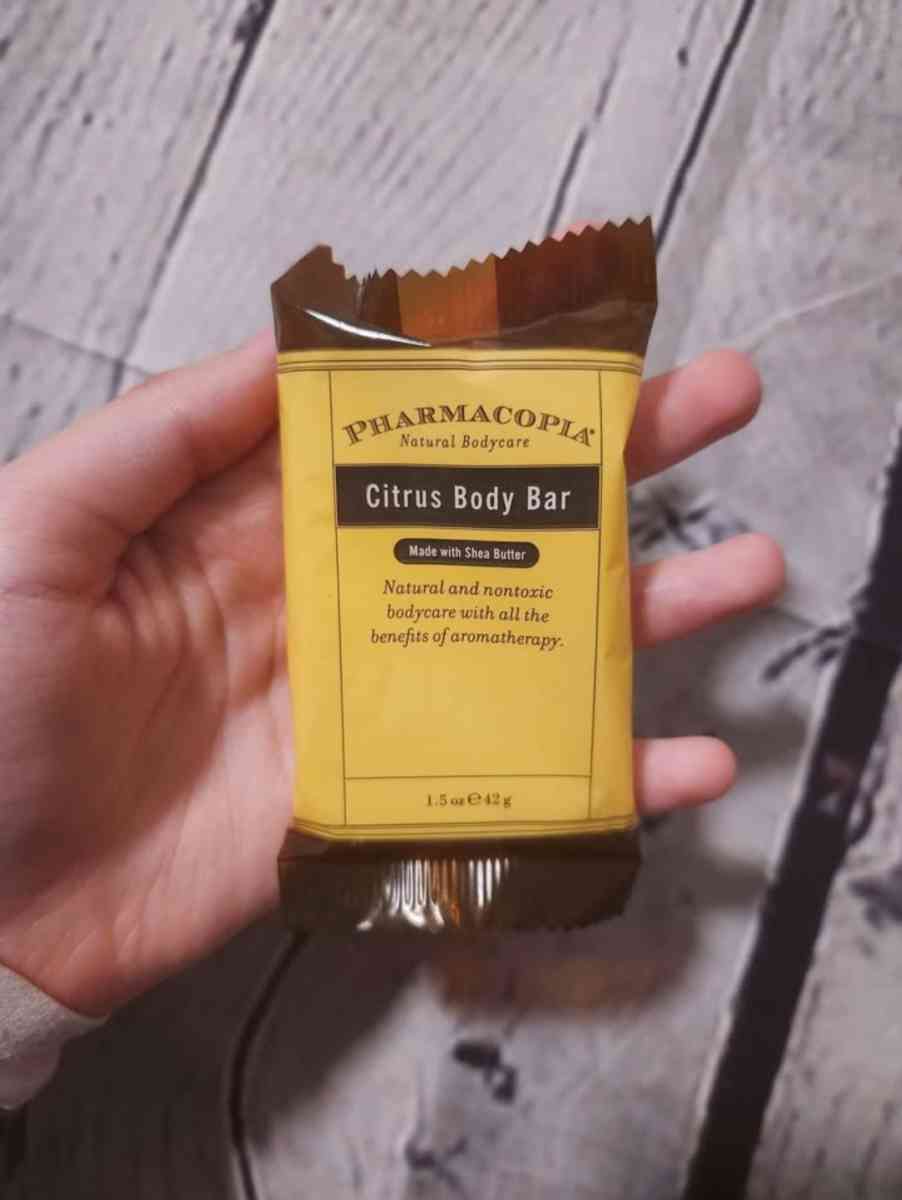 PHARMACOPIA®
Natural Bodycare
Citrus Body Bar
Made with Shea Butter
Natural and nontoxic
bodycare with all the
benefits of aromatherapy.
1.5 oz ℮ 42 g